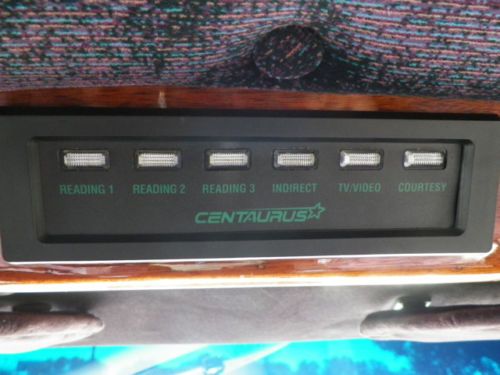 READING 1 READING 2 READING 3 INDIRECT TV/VIDEO COURTESY
CENTAURUS